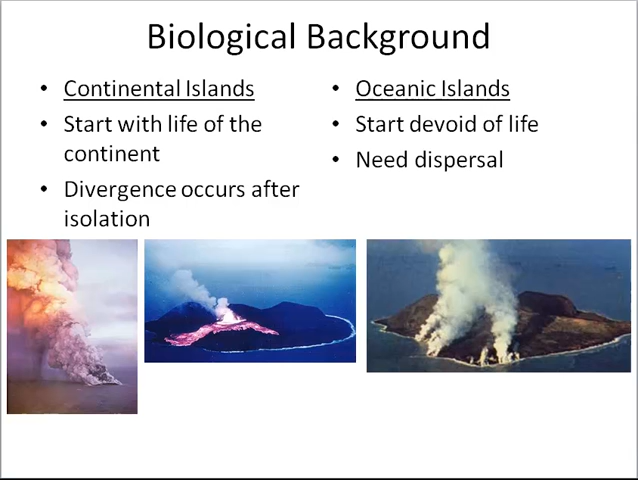 Biological Background
• Continental Islands
• Start with life of the
continent
• Divergence occurs after
isolation
• Oceanic Islands
• Start devoid of life
• Need dispersal